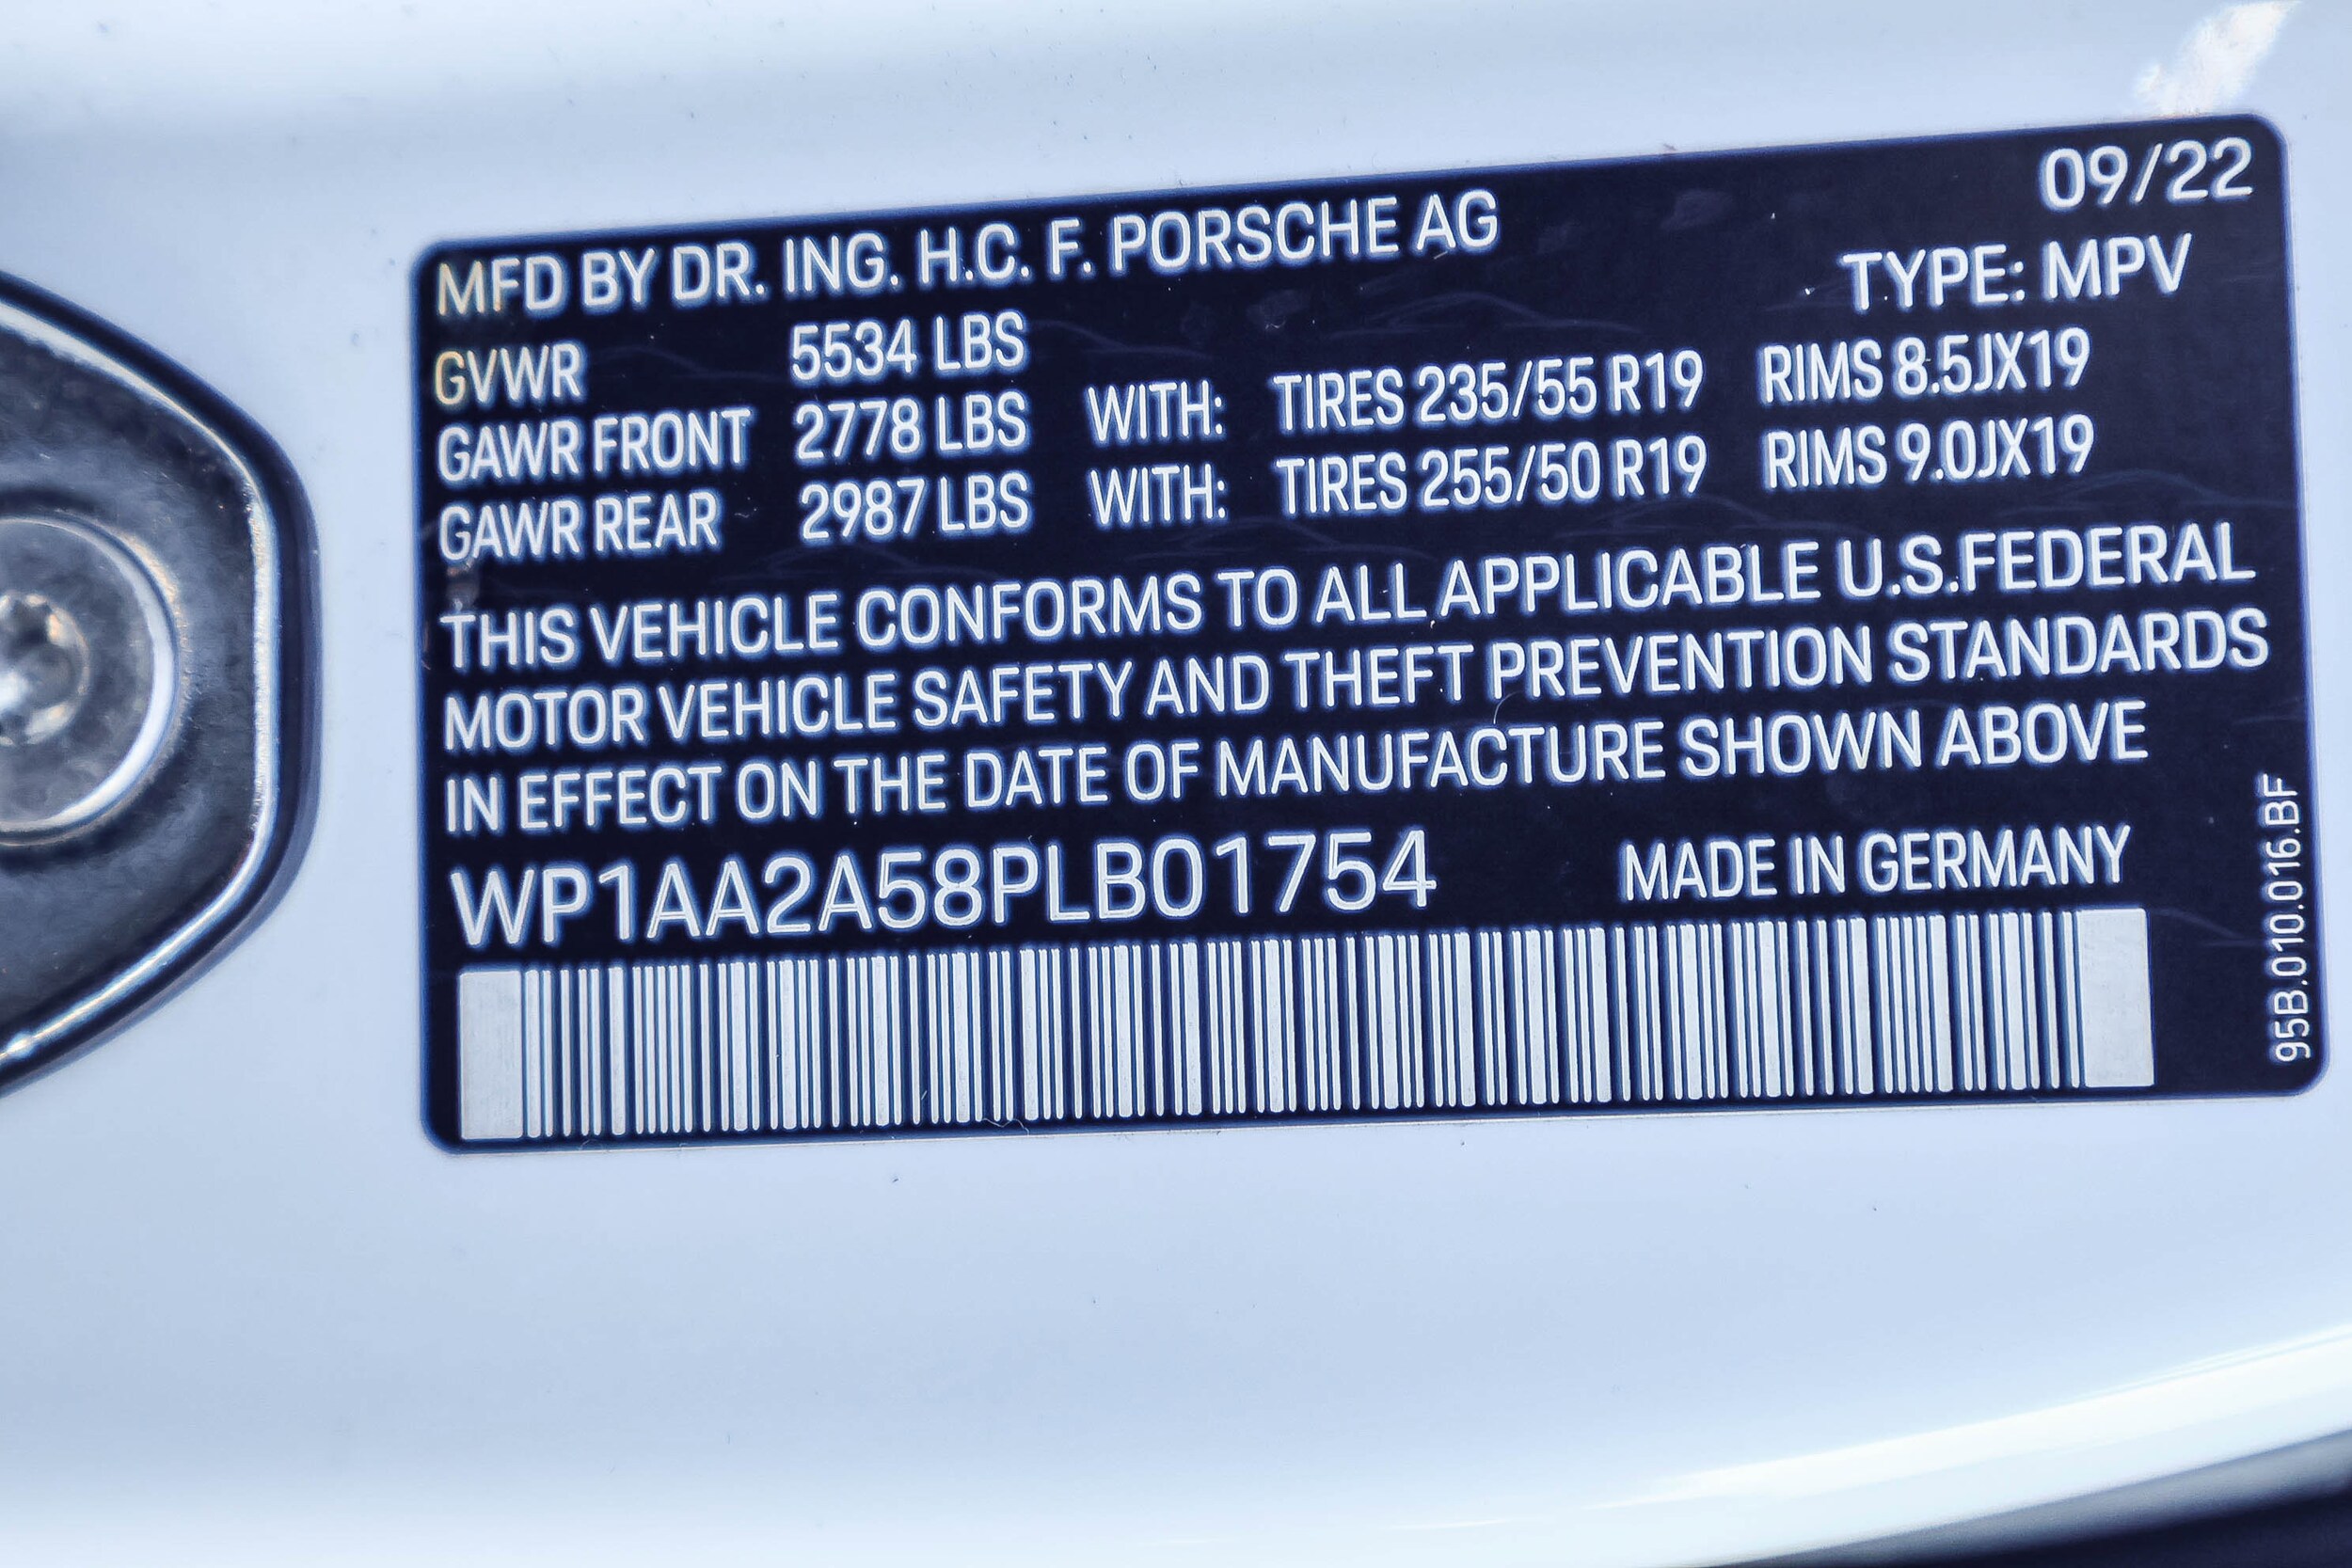 09/22
MFD BY DR. ING. H.C. F. PORSCHE AG
TYPE: MPV
GVWR 5534 LBS
GAWR FRONT 2778 LBS WITH: TIRES 235/55 R19 RIMS 8.5JX19
GAWR REAR 2987 LBS WITH: TIRES 255/50 R19 RIMS 9.0JX19
THIS VEHICLE CONFORMS TO ALL APPLICABLE U.S.FEDERAL
MOTOR VEHICLE SAFETY AND THEFT PREVENTION STANDARDS
IN EFFECT ON THE DATE OF MANUFACTURE SHOWN ABOVE
WP1AA2A58PLB01754 MADE IN GERMANY
95B.010.016.BF